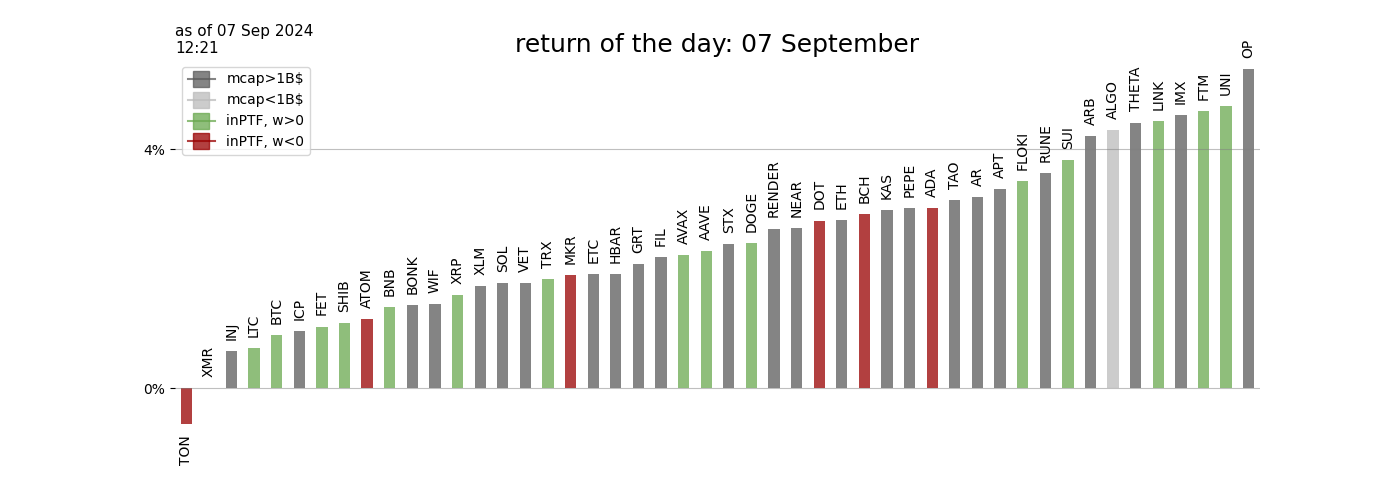 as of 07 Sep 2024
12:21
return of the day: 07 September
mcap>1B$
mcap<1B$
inPTF, w>0
inPTF, w<0
4%
0%
TON
XMR
INJ
LTC
BTC
ICP
FET
SHIB
ATOM
BNB
BONK
WIF
XRP
XLM
SOL
VET
TRX
MKR
ETC
HBAR
GRT
FIL
AVAX
AAVE
STX
DOGE
RENDER
NEAR
DOT
ETH
BCH
KAS
PEPE
ADA
TAO
AR
APT
FLOKI
RUNE
SUI
ARB
ALGO
THETA
LINK
IMX
FTM
UNI
OP